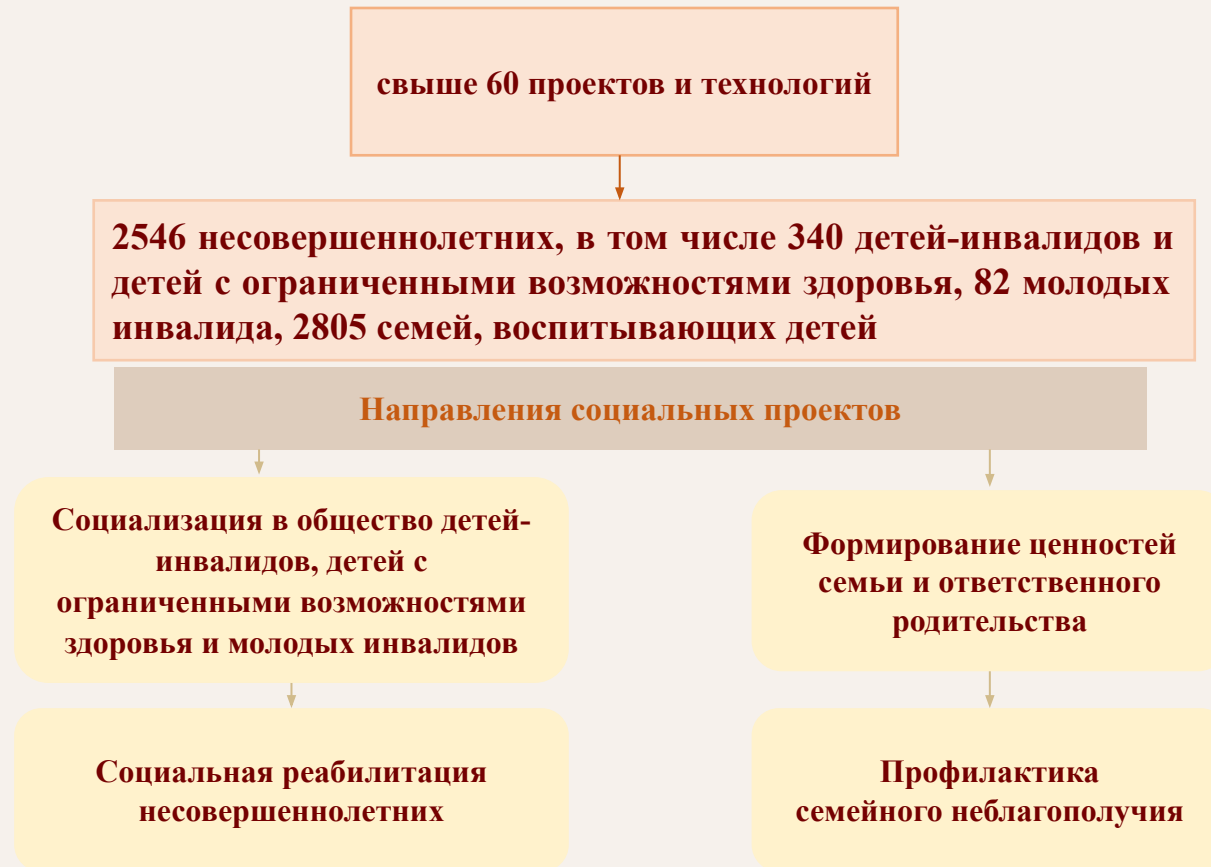 свыше 60 проектов и технологий
2546 несовершеннолетних, в том числе 340 детей-инвалидов и
детей с ограниченными возможностями здоровья, 82 молодых
инвалида, 2805 семей, воспитывающих детей
Направления социальных проектов
Социализация в общество детей-
инвалидов, детей с
ограниченными возможностями
здоровья и молодых инвалидов
Формирование ценностей
семьи и ответственного
родительства
Социальная реабилитация
несовершеннолетних
Профилактика
семейного неблагополучия